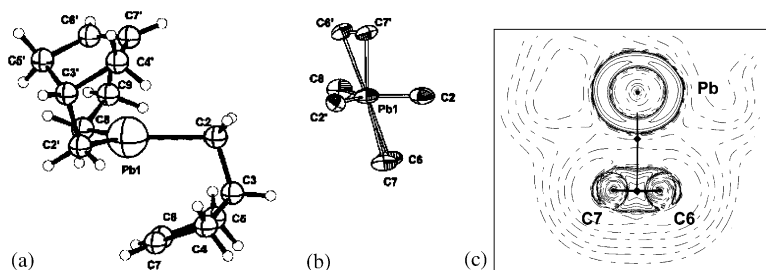 C6' C7'
C5' C4'
C3' C9
C8 C2
C2' Pb1
C3
C6 C5
C7 C4
(a)
C6' C7'
C8 C2
C2' Pb1
C6
C7
(b)
Pb
C7 C6
(c)